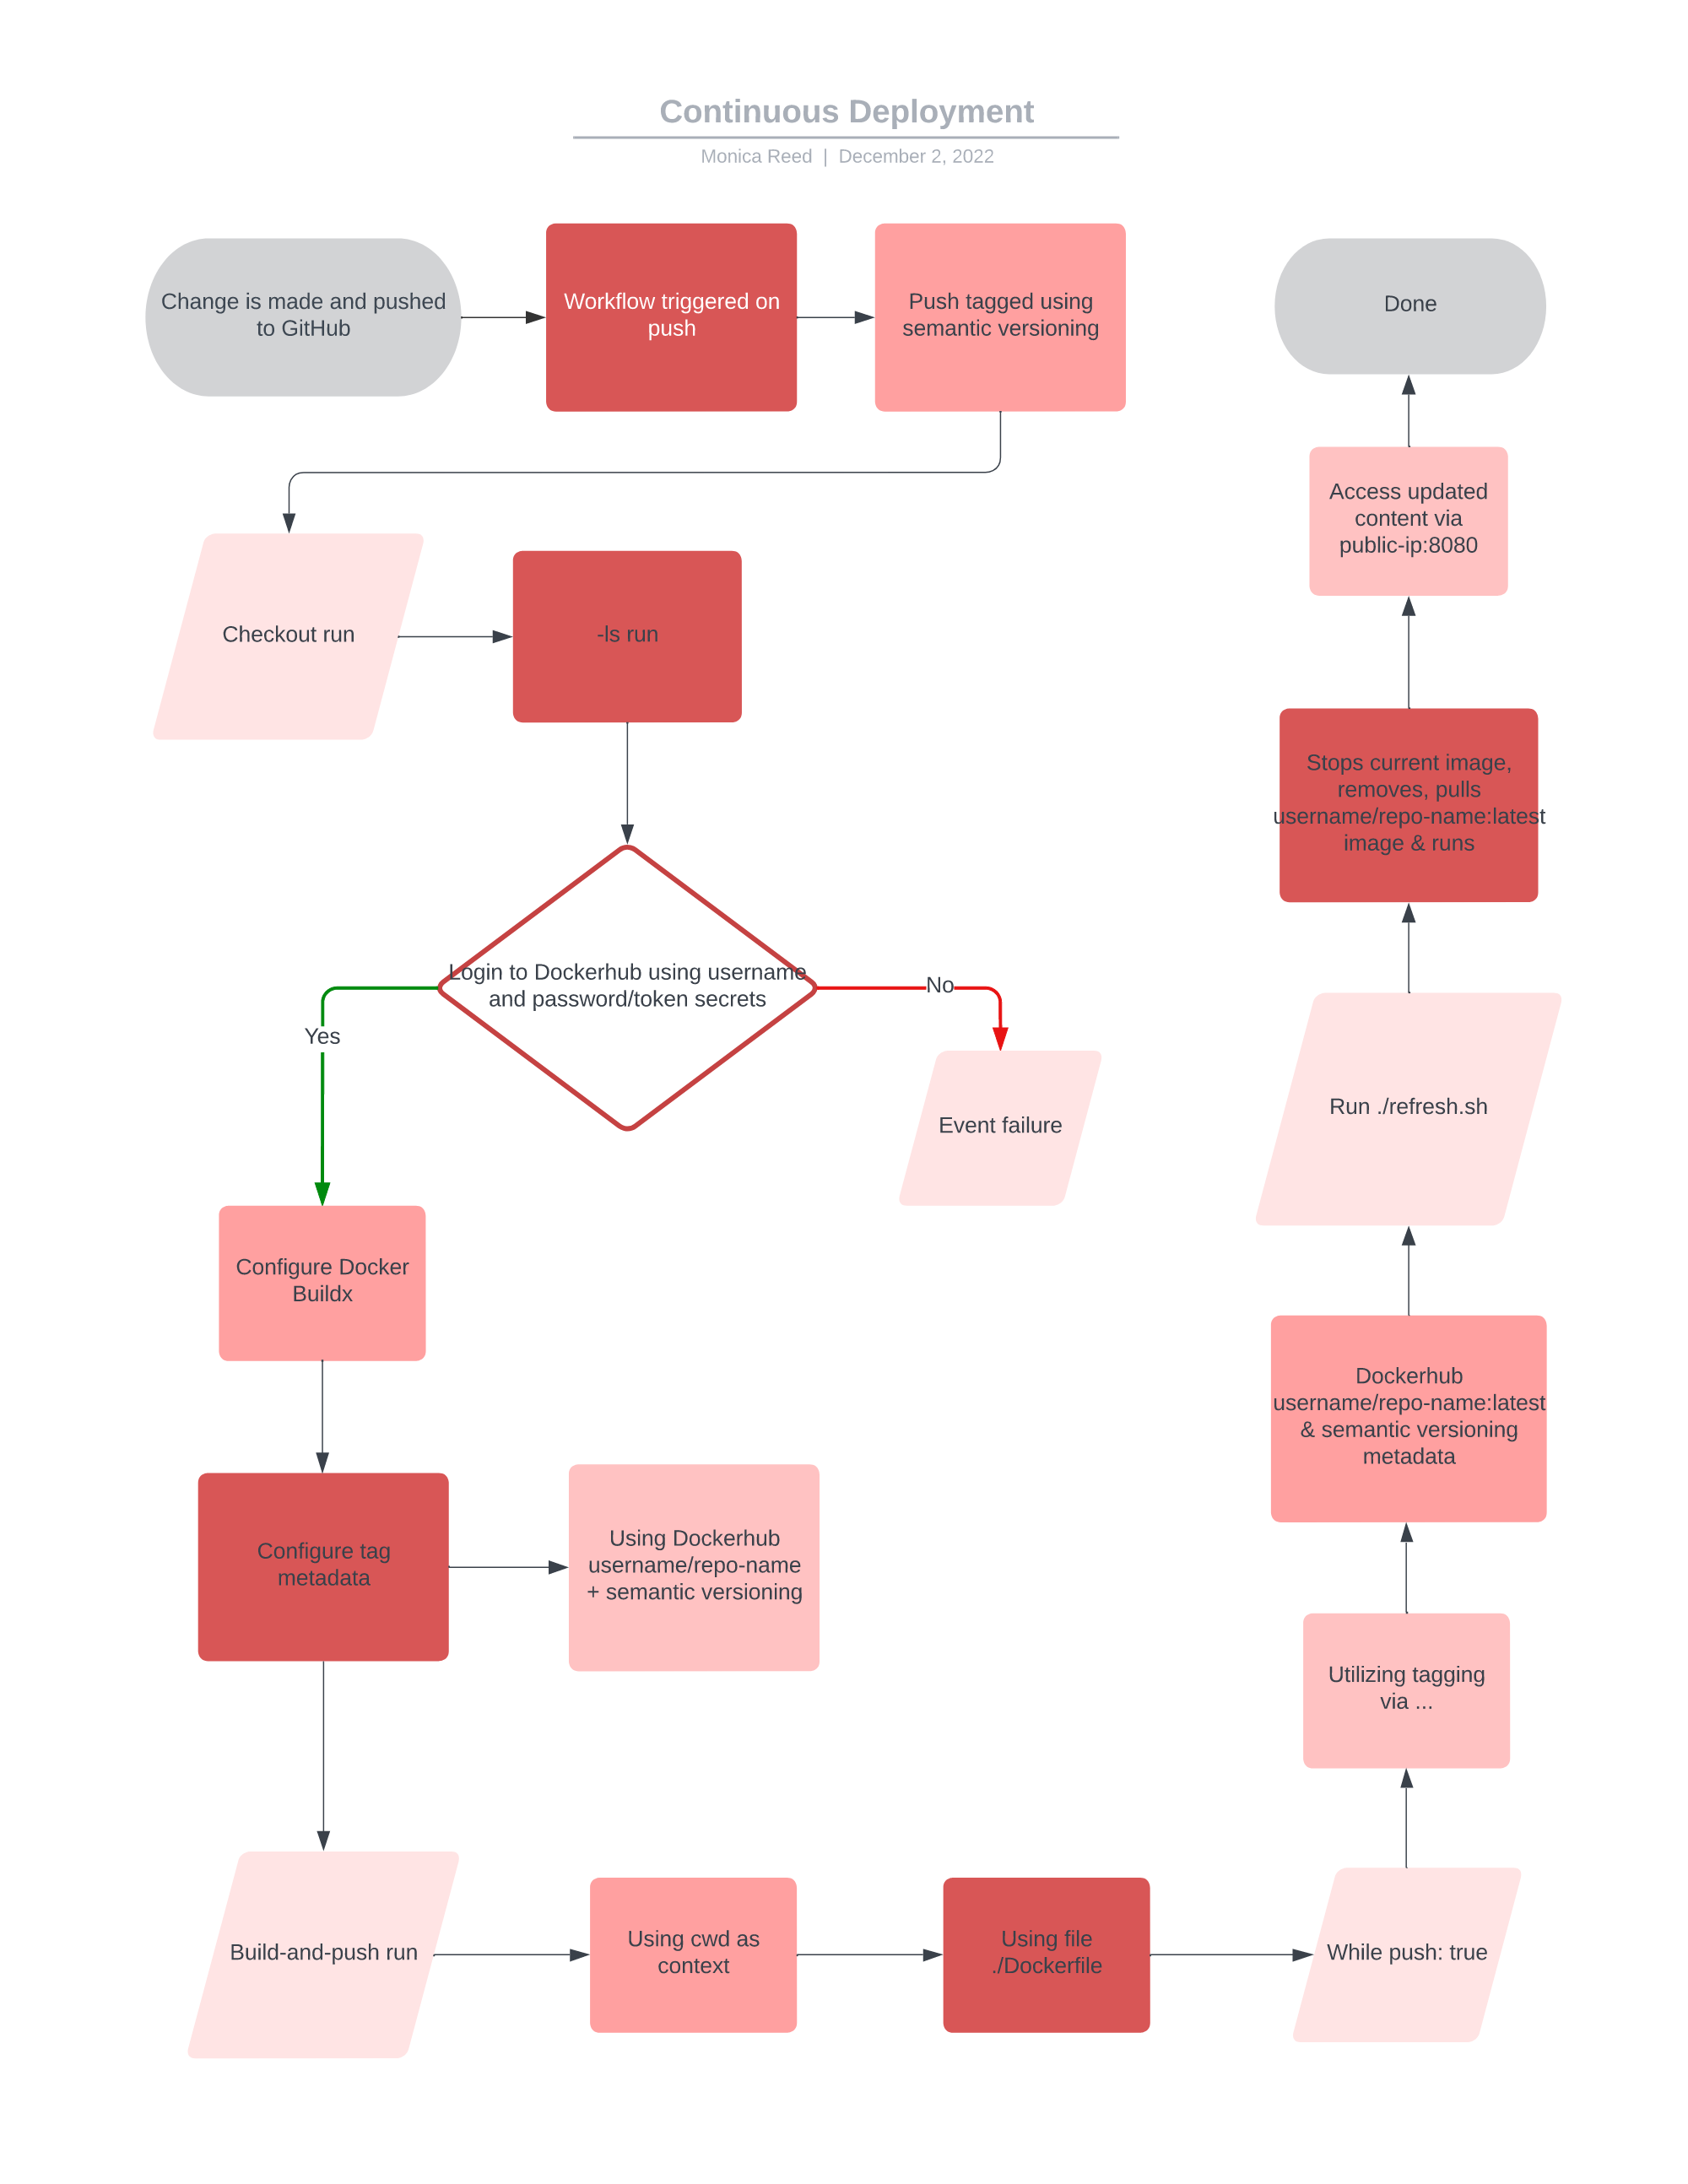 Continuous Deployment
Monica Reed | December 2, 2022
Change is made and pushed
to GitHub
Workflow triggered on
push
Push tagged using
semantic versioning
Checkout run
-ls run
Login to Dockerhub using username
and password/token secrets
Yes
No
Event failure
Configure Docker
Buildx
Configure tag
metadata
Using Dockerhub
username/repo-name
+ semantic versioning
Build-and-push run
Using cwd as
context
Using file
./Dockerfile
While push: true
Utilizing tagging
via ...
Dockerhub
username/repo-name:latest
& semantic versioning
metadata
Run ./refresh.sh
Stops current image,
removes, pulls
username/repo-name:latest
image & runs
Access updated
content via
public-ip:8080
Done